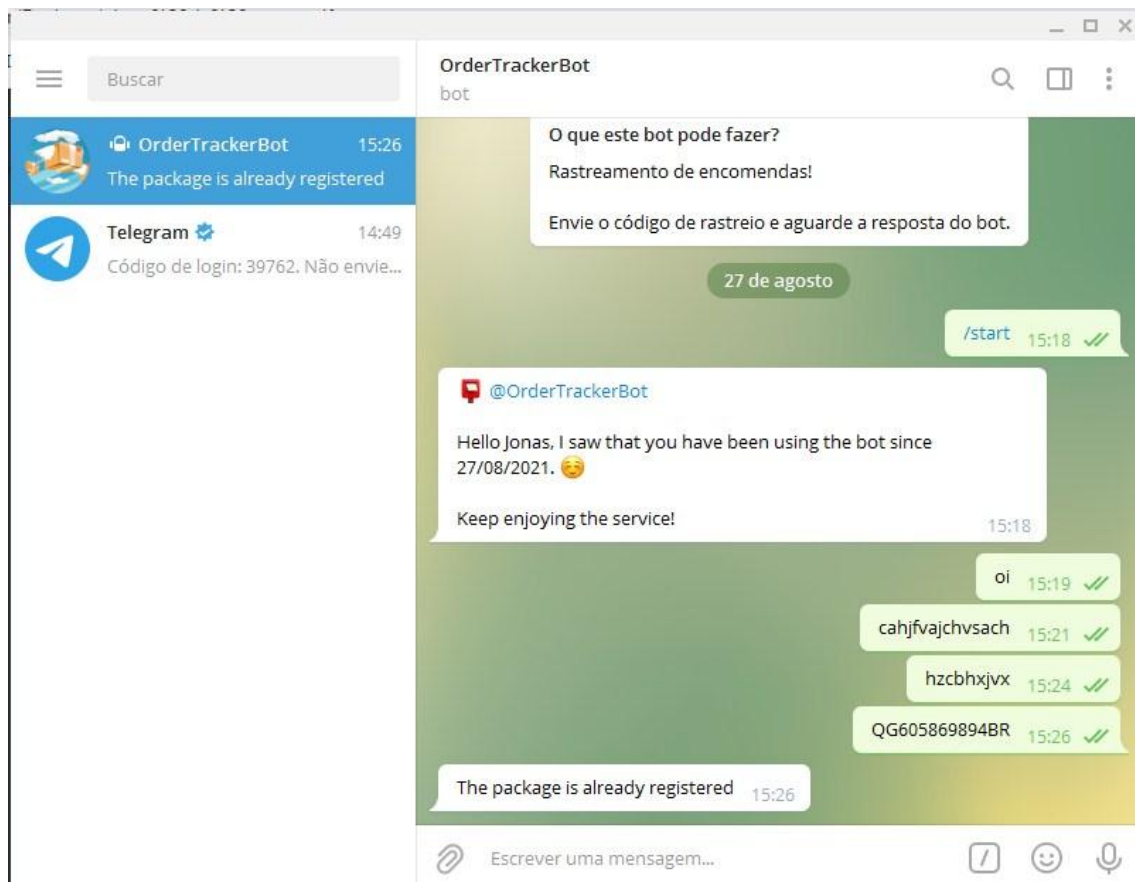 Buscar
OrderTrackerBot
bot
OrderTrackerBot 15:26
The package is already registered
Telegram 14:49
Código de login: 39762. Não envie...
O que este bot pode fazer?
Rastreamento de encomendas!
Envie o código de rastreio e aguarde a resposta do bot.
27 de agosto
/start 15:18
@OrderTrackerBot
Hello Jonas, I saw that you have been using the bot since
27/08/2021.
Keep enjoying the service!
15:18
oi 15:19
cahjfvajchvsach 15:21
hzcbhxjvx 15:24
QG605869894BR 15:26
The package is already registered 15:26
Escrever uma mensagem...